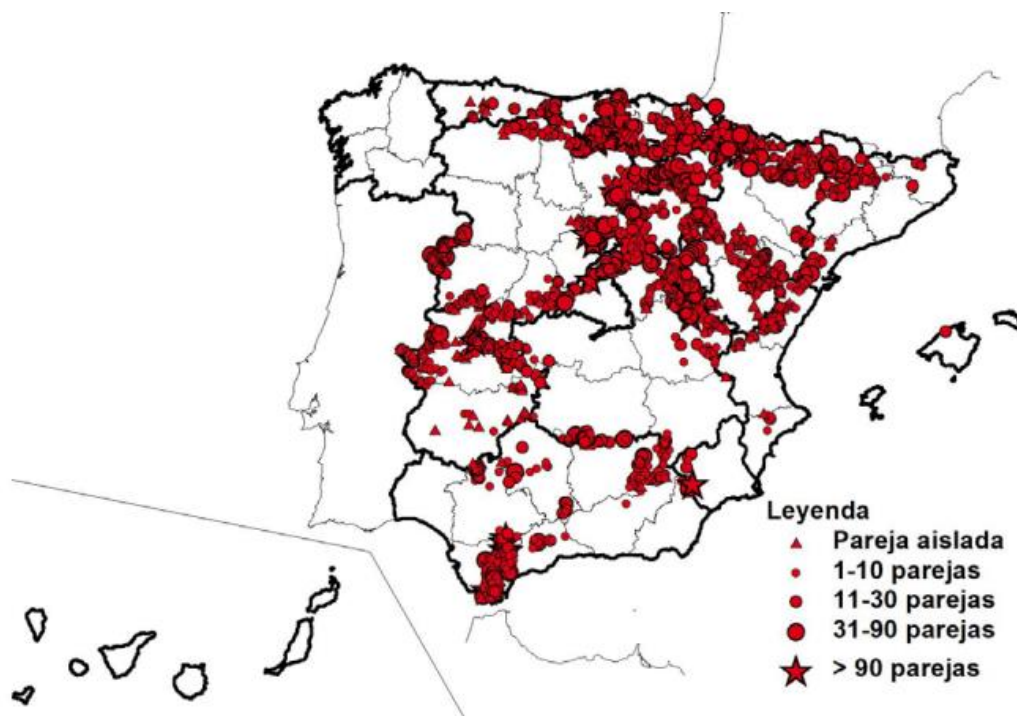 Leyenda
Pareja aislada
1-10 parejas
11-30 parejas
31-90 parejas
> 90 parejas